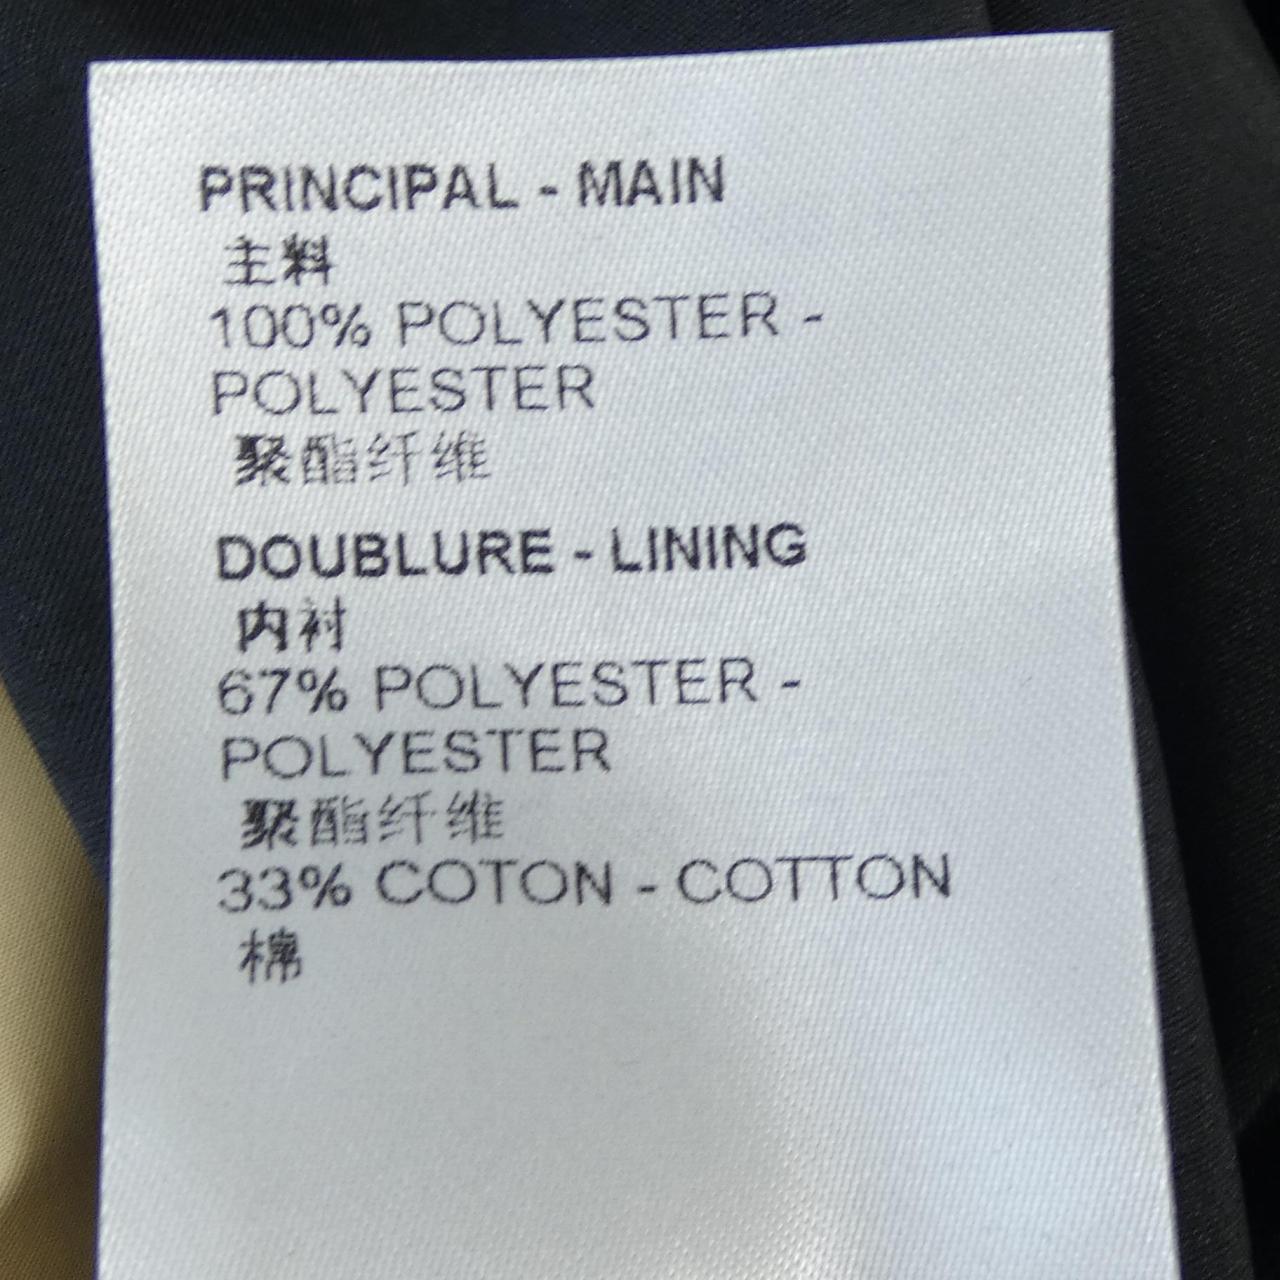 PRINCIPAL - MAIN
主料
100% POLYESTER -
POLYESTER
聚酯纤维
DOUBLURE - LINING
内衬
67% POLYESTER -
POLYESTER
聚酯纤维
33% COTON - COTTON
棉